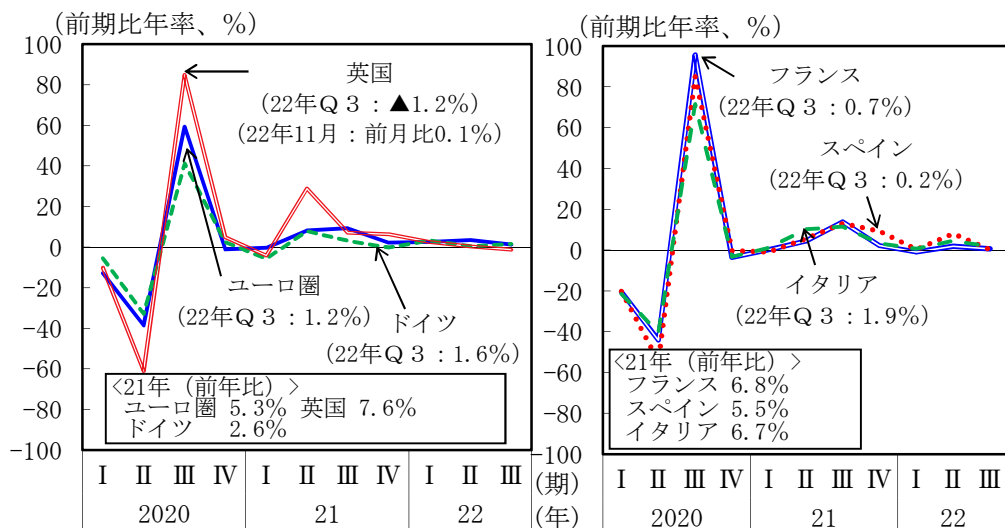 (前期比年率、%)
100
80
60
40
20
0
−20
−40
−60
−80
−100
英国
(22年Q3:▲1.2%)
(22年11月:前月比0.1%)
ユーロ圏
(22年Q3:1.2%)
ドイツ
(22年Q3:1.6%)
<21年(前年比)>
ユーロ圏 5.3% 英国 7.6%
ドイツ 2.6%
Ⅰ Ⅱ Ⅲ Ⅳ Ⅰ Ⅱ Ⅲ Ⅳ Ⅰ Ⅱ Ⅲ (期)
2020 21 22 (年)
(前期比年率、%)
100
80
60
40
20
0
−20
−40
−60
−80
−100
フランス
(22年Q3:0.7%)
スペイン
(22年Q3:0.2%)
イタリア
(22年Q3:1.9%)
<21年(前年比)>
フランス 6.8%
スペイン 5.5%
イタリア 6.7%
Ⅰ Ⅱ Ⅲ Ⅳ Ⅰ Ⅱ Ⅲ Ⅳ Ⅰ Ⅱ Ⅲ
2020 21 22